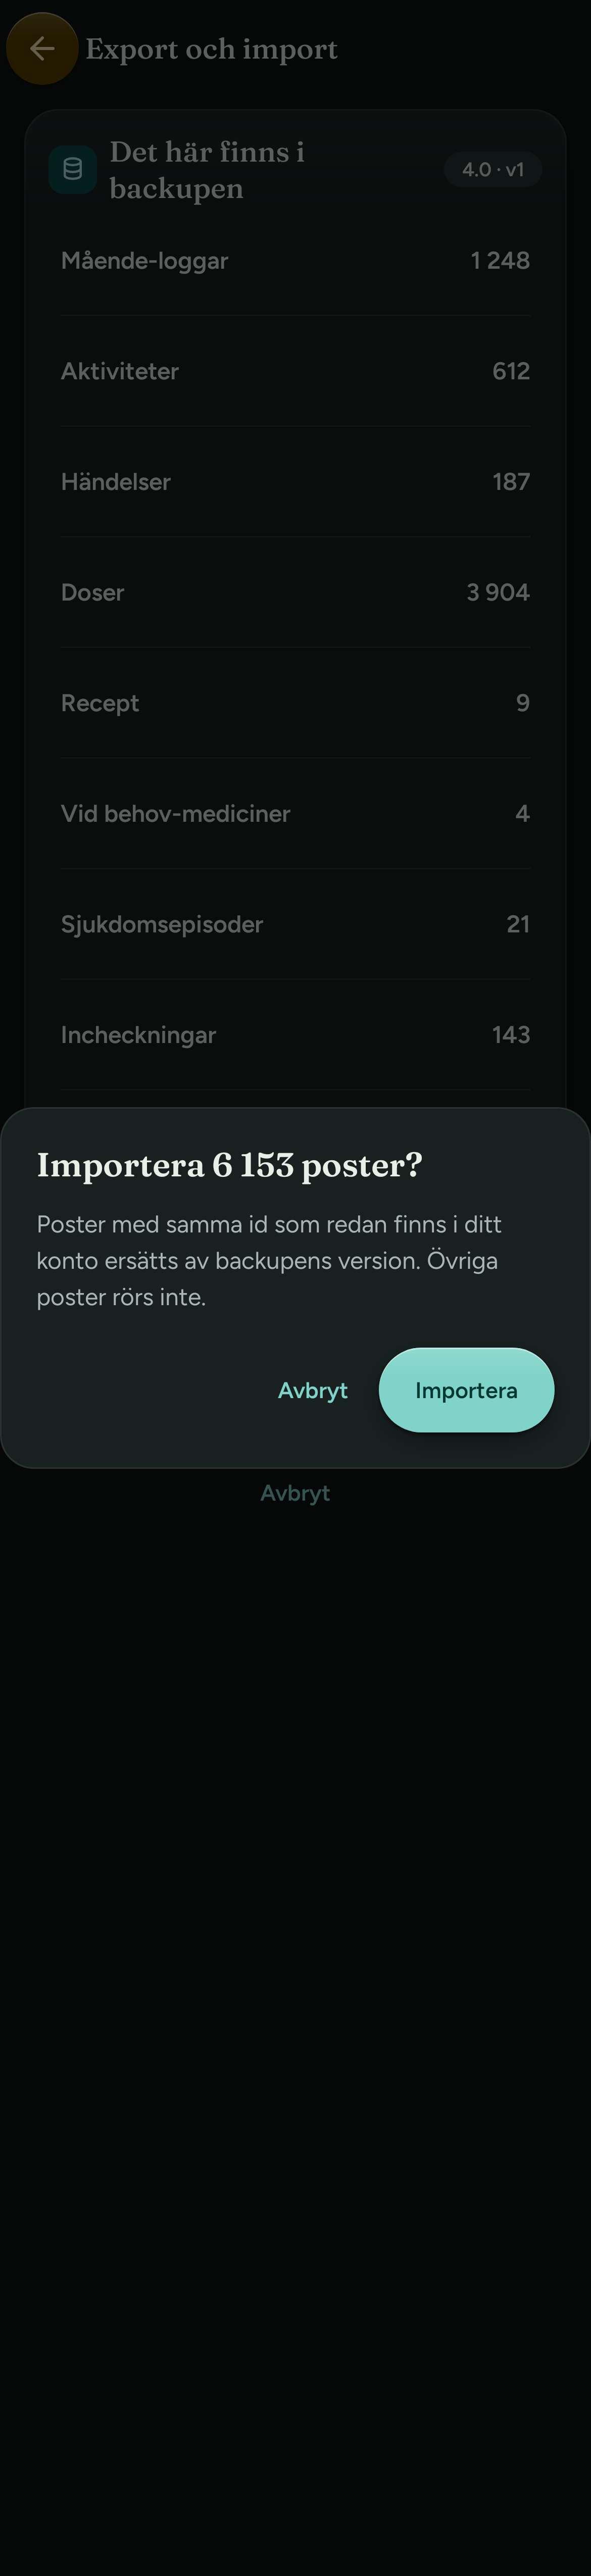 Export och import
Det här finns i
backupen
4.0 · v1
Mående-loggar 1 248
Aktiviteter 612
Händelser 187
Doser 3 904
Recept 9
Vid behov-mediciner 4
Sjukdomsepisoder 21
Incheckningar 143
Importera 6 153 poster?
Poster med samma id som redan finns i ditt
konto ersätts av backupens version. Övriga
poster rörs inte.
Avbryt Importera
Avbryt